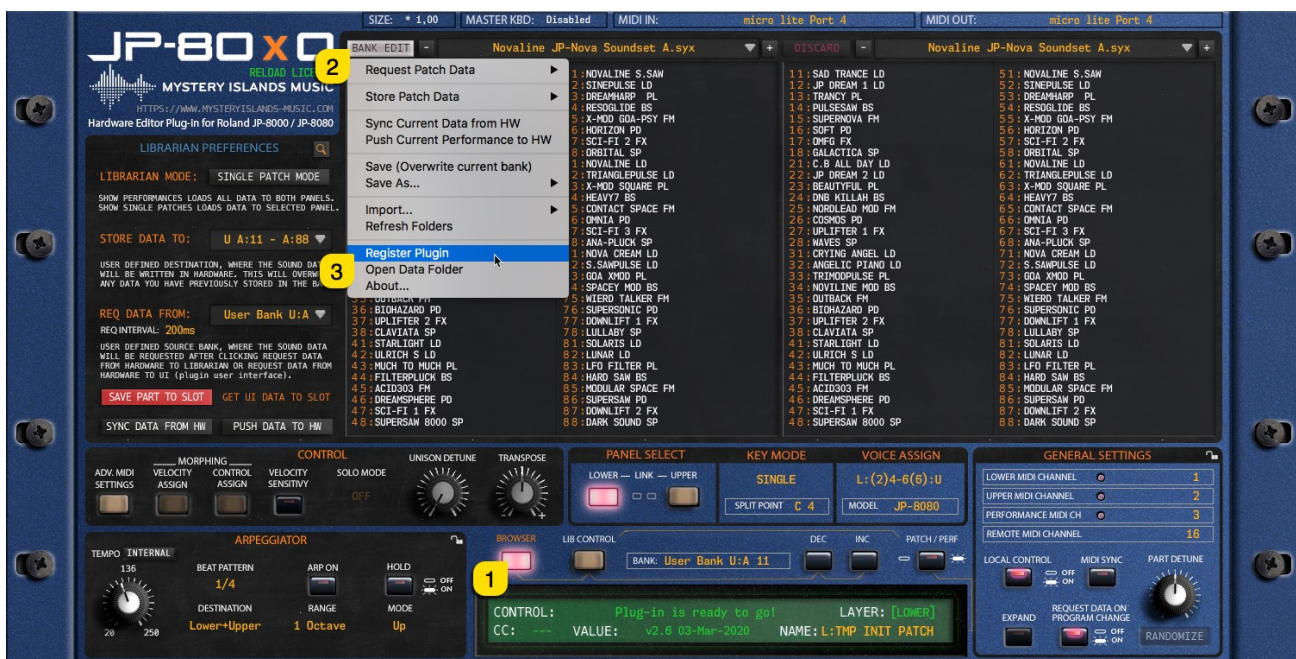 SIZE: * 1,00
MASTER KBD: Disabled
MIDI IN: micro lite Port 4
MIDI OUT: micro lite Port 4
JP-80X0
RELOAD LICE
MYSTERY ISLANDS MUSIC
HTTPS://WWW.MYSTERYISLANDS-MUSIC.COM
Hardware Editor Plug-In for Roland JP-8000 / JP-8080
LIBRARIAN PREFERENCES
LIBRARIAN MODE: SINGLE PATCH MODE
SHOW PERFORMANCES LOADS ALL DATA TO BOTH PANELS.
SHOW SINGLE PATCHES LOADS DATA TO SELECTED PANEL.
STORE DATA TO: U A:11 - A:88
USER DEFINED DESTINATION, WHERE THE SOUND DAT
WILL BE WRITTEN IN HARDWARE. THIS WILL OVERW
ANY DATA YOU HAVE PREVIOUSLY STORED IN THE BA
REQ DATA FROM: User Bank U:A
REQ INTERVAL: 200ms
USER DEFINED SOURCE BANK, WHERE THE SOUND DATA
WILL BE REQUESTED AFTER CLICKING REQUEST DATA
FROM HARDWARE TO LIBRARIAN OR REQUEST DATA FROM
HARDWARE TO UI (plugin user interface).
SAVE PART TO SLOT
GET UI DATA TO SLOT
SYNC DATA FROM HW
PUSH DATA TO HW
BANK EDIT
-
Novaline JP-Nova Soundset A.syx
+
DISCARD
-
Novaline JP-Nova Soundset A.syx
+
2
Request Patch Data
Store Patch Data
Sync Current Data from HW
Push Current Performance to HW
Save (Overwrite current bank)
Save As...
Import...
Refresh Folders
Register Plugin
3
Open Data Folder
About...
35:OUTBACK FM
36:BIOHAZARD PD
37:UPLIFTER 2 FX
38:CLAVIATA SP
41:STARLIGHT LD
42:ULRICH S LD
43:MUCH TO MUCH PL
44:FILTERPLUCK BS
45:ACID303 FM
46:DREAMSPHERE PD
47:SCI-FI 1 FX
48:SUPERSAW 8000 SP
1:NOVALINE S.SAW
2:SINEPULSE LD
3:DREAMHARP PL
4:RESOGLIDE BS
5:X-MOD GOA-PSY FM
6:HORIZON PD
7:SCI-FI 2 FX
8:ORBITAL SP
1:NOVALINE LD
2:TRIANGLEPULSE LD
3:X-MOD SQUARE PL
4:HEAVY7 BS
5:CONTACT SPACE FM
6:OMNIA PD
7:SCI-FI 3 FX
8:ANA-PLUCK SP
1:NOVA CREAM LD
2:S.SAWPULSE LD
3:GOA XMOD PL
4:SPACEY MOD BS
75:WIERD TALKER FM
76:SUPERSONIC PD
77:DOWNLIFT 1 FX
78:LULLABY SP
81:SOLARIS LD
82:LUNAR LD
83:LFO FILTER PL
84:HARD SAW BS
85:MODULAR SPACE FM
86:SUPERSAW PD
87:DOWNLIFT 2 FX
88:DARK SOUND SP
11:SAD TRANCE LD
12:JP DREAM 1 LD
13:TRANCY PL
14:PULSESAW BS
15:SUPERNOVA FM
16:SOFT PD
17:OMFG FX
18:GALACTICA SP
21:C.B ALL DAY LD
22:JP DREAM 2 LD
23:BEAUTYFUL PL
24:DNB KILLAH BS
25:NORDLEAD MOD FM
26:COSMOS PD
27:UPLIFTER 1 FX
28:WAVES SP
31:CRYING ANGEL LD
32:ANGELIC PIANO LD
33:TRIMODPULSE PL
34:NOVILINE MOD BS
35:OUTBACK FM
36:BIOHAZARD PD
37:UPLIFTER 2 FX
38:CLAVIATA SP
41:STARLIGHT LD
42:ULRICH S LD
43:MUCH TO MUCH PL
44:FILTERPLUCK BS
45:ACID303 FM
46:DREAMSPHERE PD
47:SCI-FI 1 FX
48:SUPERSAW 8000 SP
51:NOVALINE S.SAW
52:SINEPULSE LD
53:DREAMHARP PL
54:RESOGLIDE BS
55:X-MOD GOA-PSY FM
56:HORIZON PD
57:SCI-FI 2 FX
58:ORBITAL SP
61:NOVALINE LD
62:TRIANGLEPULSE LD
63:X-MOD SQUARE PL
64:HEAVY7 BS
65:CONTACT SPACE FM
66:OMNIA PD
67:SCI-FI 3 FX
68:ANA-PLUCK SP
71:NOVA CREAM LD
72:S.SAWPULSE LD
73:GOA XMOD PL
74:SPACEY MOD BS
75:WIERD TALKER FM
76:SUPERSONIC PD
77:DOWNLIFT 1 FX
78:LULLABY SP
81:SOLARIS LD
82:LUNAR LD
83:LFO FILTER PL
84:HARD SAW BS
85:MODULAR SPACE FM
86:SUPERSAW PD
87:DOWNLIFT 2 FX
88:DARK SOUND SP
CONTROL
MORPHING
ADV. MIDI SETTINGS
VELOCITY ASSIGN
CONTROL ASSIGN
VELOCITY SENSITIVY
SOLO MODE
OFF
UNISON DETUNE
TRANSPOSE
- +
PANEL SELECT
LOWER — LINK — UPPER
KEY MODE
SINGLE
SPLIT POINT C 4
VOICE ASSIGN
L:(2)4-6(6):U
MODEL JP-8080
GENERAL SETTINGS
LOWER MIDI CHANNEL 1
UPPER MIDI CHANNEL 2
PERFORMANCE MIDI CH 3
REMOTE MIDI CHANNEL 16
LOCAL CONTROL
OFF
ON
MIDI SYNC
PART DETUNE
EXPAND
REQUEST DATA ON
PROGRAM CHANGE
OFF
ON
RANDOMIZE
ARPEGGIATOR
TEMPO INTERNAL
136
20 250
BEAT PATTERN
1/4
ARP ON
HOLD
OFF
ON
DESTINATION
Lower+Upper
RANGE
1 Octave
MODE
Up
BROWSER
LIB CONTROL
BANK: User Bank U:A 11
DEC
INC
PATCH / PERF
1
CONTROL: Plug-in is ready to go! LAYER: [LOWER]
CC: --- VALUE: v2.6 03-Mar-2020 NAME: L:TMP INIT PATCH